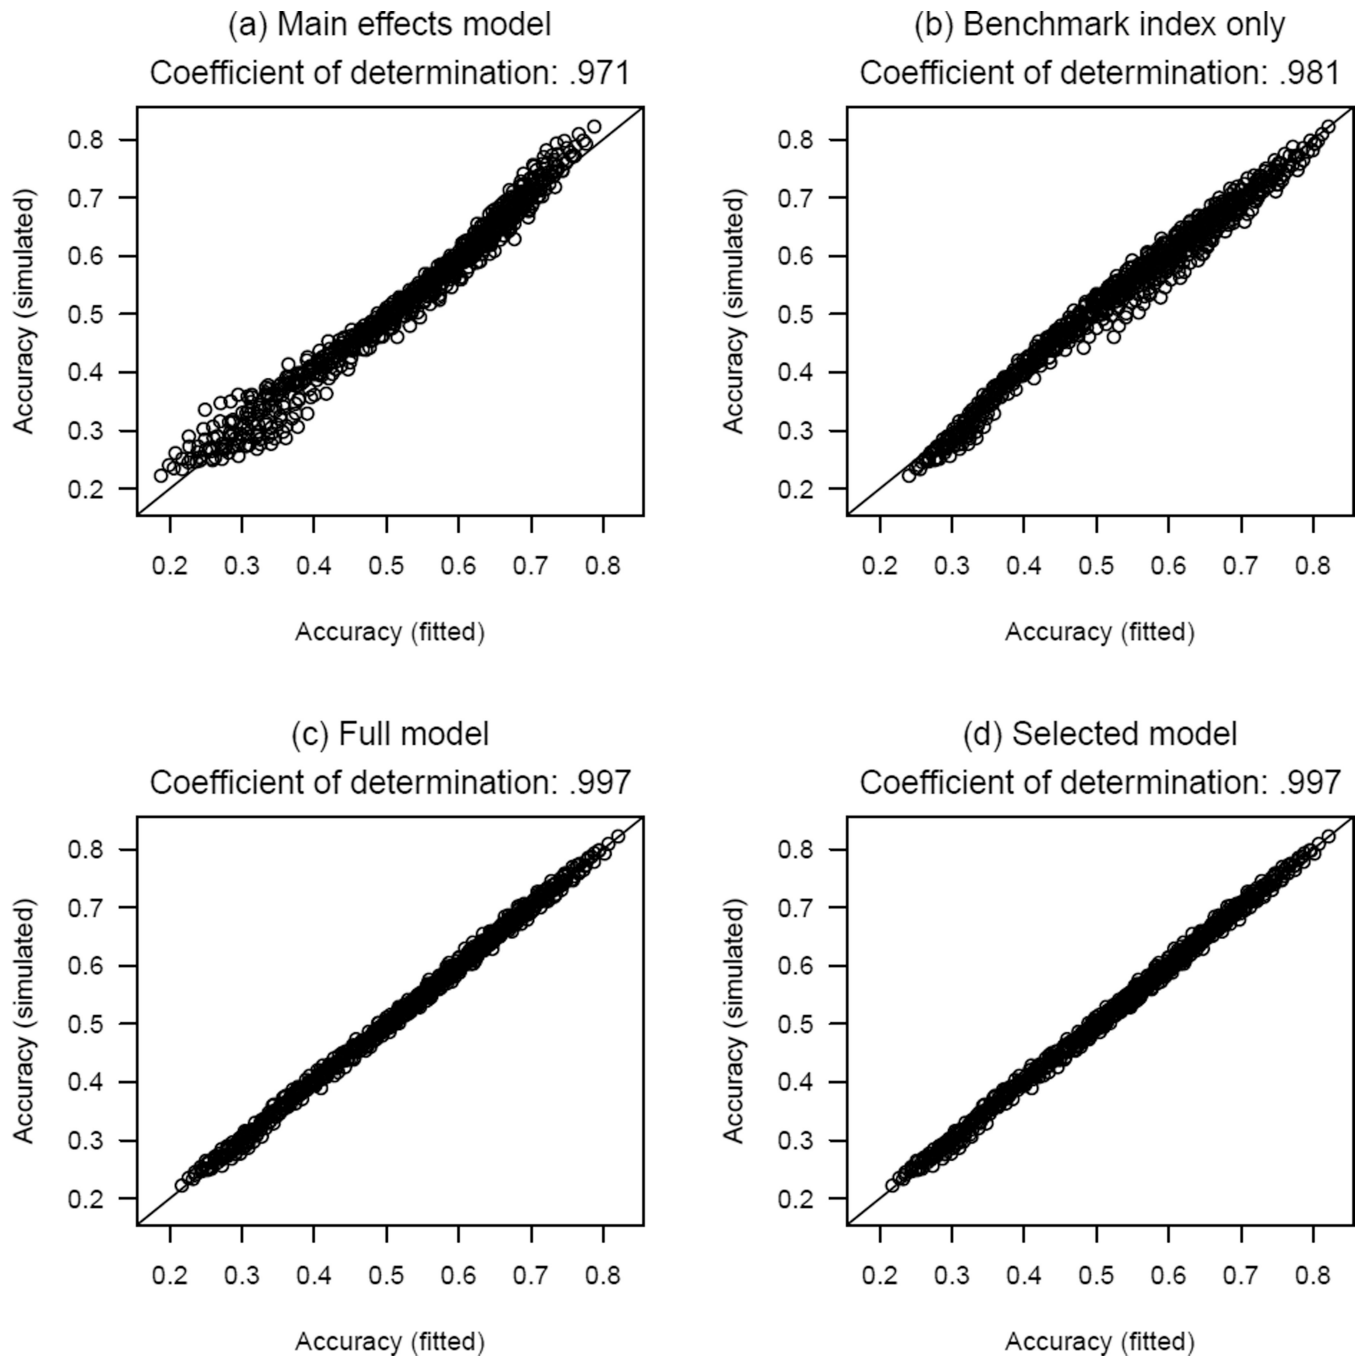 (a) Main effects model
Coefficient of determination: .971
0.8
0.7
0.6
0.5
0.4
0.3
0.2
Accuracy (simulated)
0.2 0.3 0.4 0.5 0.6 0.7 0.8
Accuracy (fitted)
(b) Benchmark index only
Coefficient of determination: .981
0.8
0.7
0.6
0.5
0.4
0.3
0.2
Accuracy (simulated)
0.2 0.3 0.4 0.5 0.6 0.7 0.8
Accuracy (fitted)
(c) Full model
Coefficient of determination: .997
0.8
0.7
0.6
0.5
0.4
0.3
0.2
Accuracy (simulated)
0.2 0.3 0.4 0.5 0.6 0.7 0.8
Accuracy (fitted)
(d) Selected model
Coefficient of determination: .997
0.8
0.7
0.6
0.5
0.4
0.3
0.2
Accuracy (simulated)
0.2 0.3 0.4 0.5 0.6 0.7 0.8
Accuracy (fitted)